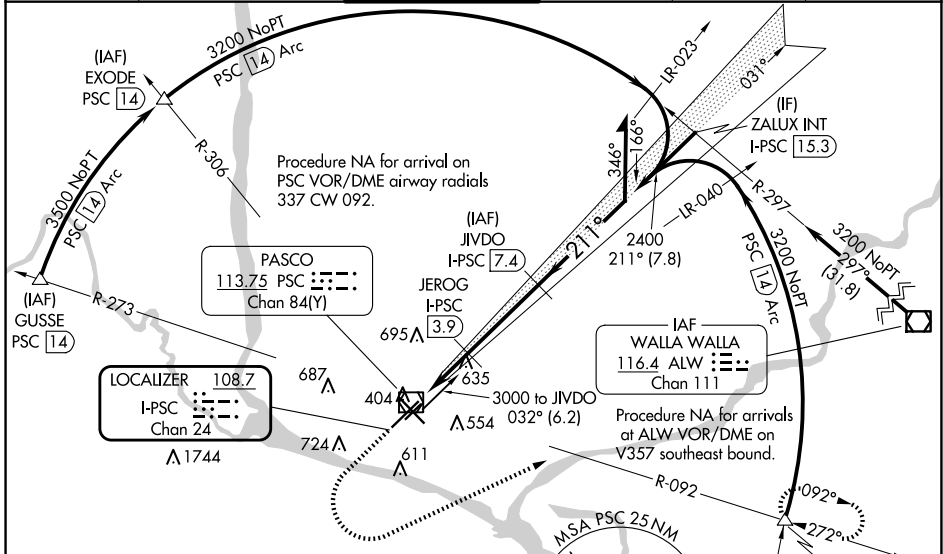 3200 NoPT
PSC 14 Arc
(IAF)
EXODE
PSC 14
LR-023
031°
(IF)
ZALUX INT
I-PSC 15.3
R-306
346°
166°
Procedure NA for arrival on
PSC VOR/DME airway radials
337 CW 092.
3500 NoPT
PSC 14 Arc
(IAF)
JIVDO
I-PSC 7.4
211°
LR-040
R-297
2400
211° (7.8)
3200 NoPT
297°
(31.8)
3200 NoPT
PSC 14 Arc
PASCO
113.75 PSC
Chan 84(Y)
JEROG
I-PSC
3.9
(IAF)
GUSSE
PSC 14
R-273
695
635
IAF
WALLA WALLA
116.4 ALW
Chan 111
LOCALIZER 108.7
I-PSC
Chan 24
687
404
3000 to JIVDO
032° (6.2)
554
Procedure NA for arrivals
at ALW VOR/DME on
V357 southeast bound.
1744
724
611
R-092
092°
272°
MSA PSC 25 NM